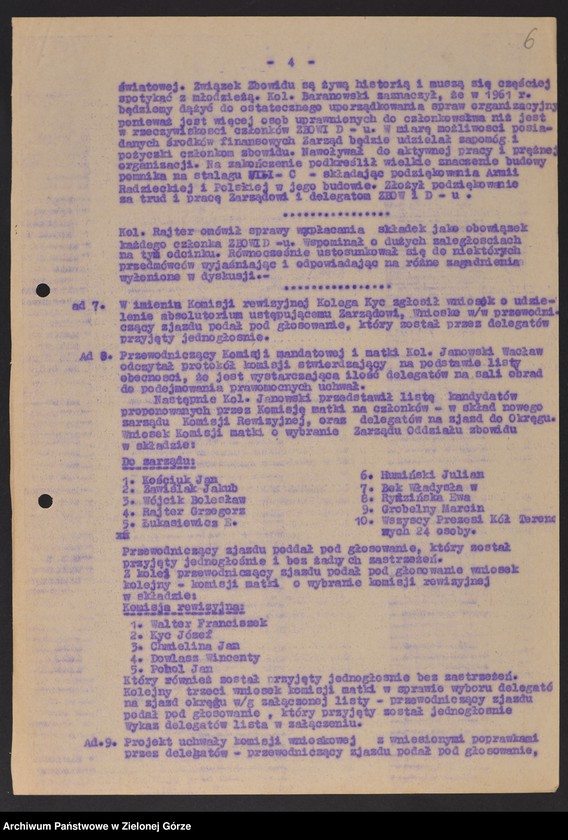 6
- 4 -
światowej. Związek Zbowidu są żywą historią i muszą się częściej
spotykać z młodzieżą. Kol. Baranowski zaznaczył, że w 1961 r.
będziemy dążyć do ostatecznego uporządkowania spraw organizacyjny
ponieważ jest więcej osób uprawnionych do członkowstwa niż jest
w rzeczywistości członków ZBOWI D - u. W miarę możliwości posia-
danych środków finansowych Zarząd będzie udzielał zapomóg i
pożyczki członkom zbowidu. Nawoływał do aktywnej pracy i prężnej
organizacji. Na zakończenie podkreślił wielkie znaczenie budowy
pomnika na stalagu - C - składając podziękowania Armii
Radzieckiej i Polskiej w jego budowie. Złożył podziękowanie
za trud i pracę Zarządowi i delegatom ZBOW i D - u .
***************
Kol. Rajter omówił sprawy wypłacania składek jako obowiązek
każdego członka ZBOWID -u. Wspominał o dużych zaległościach
na tym odcinku. Równocześnie ustosunkował się do niektórych
przedmówców wyjaśniając i odpowiadając na różne zagadnienia
wyłonione w dyskusji.--
***************
ad 7. W imieniu Komisji rewizyjnej Kolega Kyc zgłosił wniosek o udzie-
lenie absolutorium ustępującemu Zarządowi, Wnioske w/w przewodni-
czący zjazdu podał pod głosowanie, który został przez delegatów
przyjęty jednogłośnie.
Ad 8. Przewodniczący Komisji mandatowej i matki Kol. Janowski Wacław
odczytał protokół komisji stwierdzający na podstawie listy
obecności, że jest wystarczająca ilość delegatów na sali obrad
do podejmowania prawomocnych uchwał.
Następnie Kol. Janowski przedstawił listę kandydatów
proponowanych przez Komisję matki na członków - w skład nowego
zarządu Komisji Rewizyjnej, oraz delegatów na zjazd do Okręgu.
Wniosek Komisji matki o wybranie Zarządu Oddziału zbowidu
w składzie:
Do zarządu:
1. Kościuk Jan
2. Zawiślak Jakub
3. Wójcik Bolesław
4. Rajter Grzegorz
5. Łukasiewicz E.
6. Humiński Julian
7. Bek Władysła w
8. Ryszińska Ewa
9. Grobelny Marcin
10. Wszyscy Prezesi Kół Tereno
nych 24 osoby.
Przewodniczący zjazdu poddał pod głosowanie, który został
przyjęty jednogłośnie i bez żadnych zastrzeżeń.
Z kolei przewodniczący zjazdu podał pod głosowanie wniosek
kolejny - komisji matki o wybranie komisji rewizyjnej
w składzie:
Komisja rewizyjna:
1. Walter Franciszek
2. Kyc Józef
3. Chmielina Jan
4. Dowlasz Wincenty
5. Pobol Jan
Który również został przyjęty jednogłośnie bez zastrzeżeń.
Kolejny trzeci wniosek komisji matki w sprawie wyboru delegató
na zjazd okręgu w/g załączonej listy - przewodniczący zjazdu
podał pod głosowanie , który przyjęty został jednogłośnie
wykaz delegatów lista w załączeniu.
Ad.9. Projekt uchwały komisji wnioskowej z wniesionymi poprawkami
przez delegatów - przewodniczący zjazdu podał pod głosowanie,
Archiwum Państwowe w Zielonej Górze